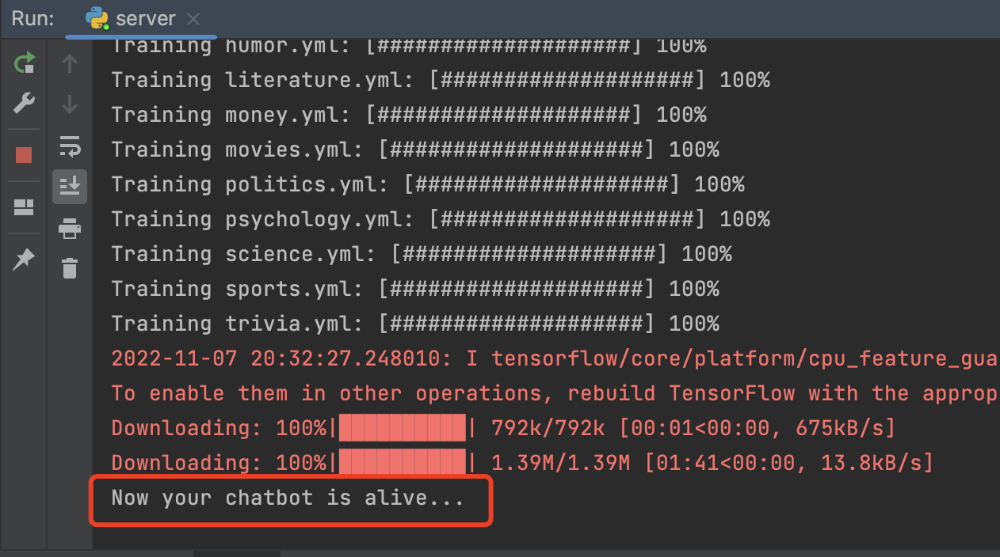 Run: server
Training humor.yml: [####################] 100%
Training literature.yml: [####################] 100%
Training money.yml: [####################] 100%
Training movies.yml: [####################] 100%
Training politics.yml: [####################] 100%
Training psychology.yml: [####################] 100%
Training science.yml: [####################] 100%
Training sports.yml: [####################] 100%
Training trivia.yml: [####################] 100%
2022-11-07 20:32:27.248010: I tensorflow/core/platform/cpu_feature_gua
To enable them in other operations, rebuild TensorFlow with the approp
Downloading: 100%|██████████| 792k/792k [00:01<00:00, 675kB/s]
Downloading: 100%|██████████| 1.39M/1.39M [01:41<00:00, 13.8kB/s]
Now your chatbot is alive...